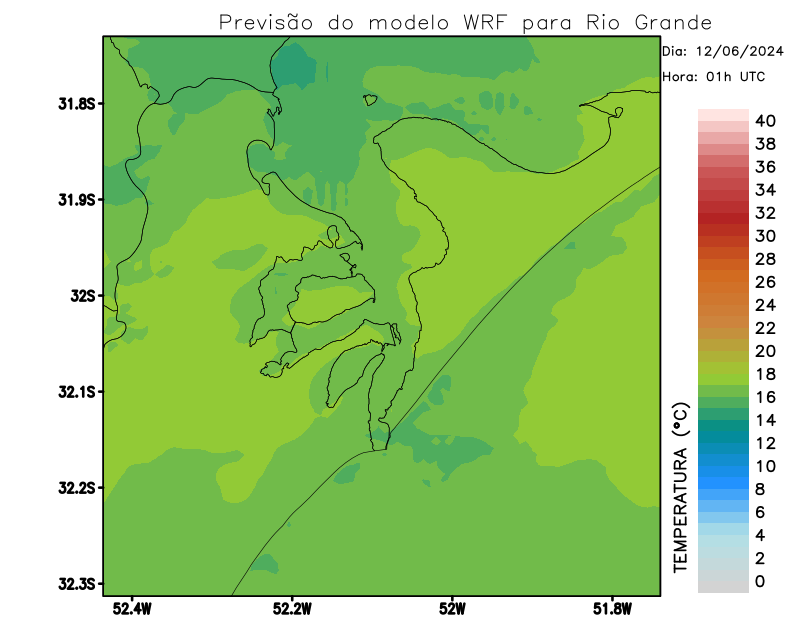 Previsão do modelo WRF para Rio Grande
Dia: 12/06/2024
Hora: 01h UTC
31.8S
31.9S
32S
32.1S
32.2S
32.3S
52.4W
52.2W
52W
51.8W
TEMPERATURA (°C)
40
38
36
34
32
30
28
26
24
22
20
18
16
14
12
10
8
6
4
2
0